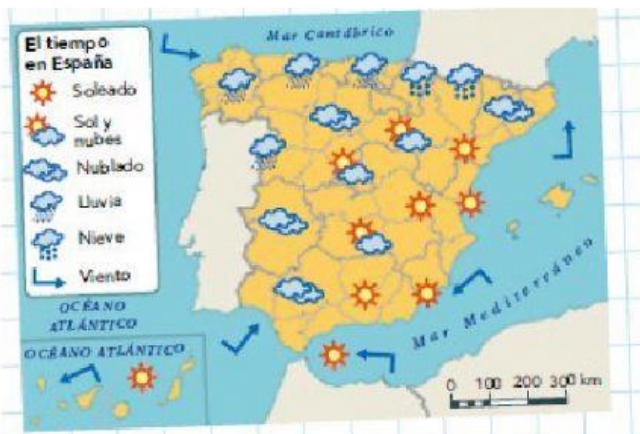 El tiempo
en España
Soleado
Sol y
nubes
Nublado
Lluvia
Nieve
Viento
Mar Cantábrico
OCÉANO
ATLÁNTICO
OCÉANO ATLÁNTICO
Mar Mediterráneo
0 100 200 300 km